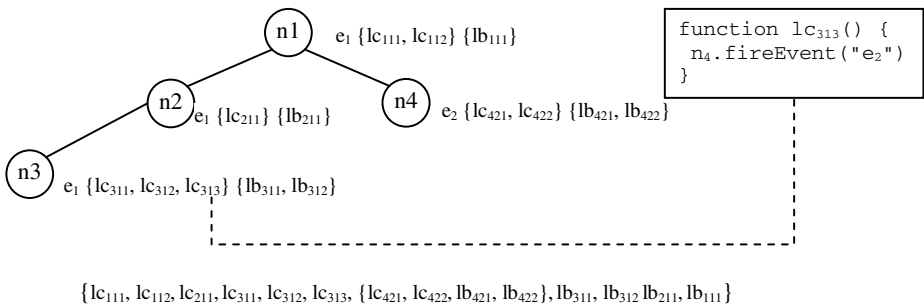 n1
e₁ {lc₁₁₁, lc₁₁₂} {lb₁₁₁}
function lc₃₁₃() {
n₄.fireEvent("e₂")
}
n2
e₁ {lc₂₁₁} {lb₂₁₁}
n4
e₂ {lc₄₂₁, lc₄₂₂} {lb₄₂₁, lb₄₂₂}
n3
e₁ {lc₃₁₁, lc₃₁₂, lc₃₁₃} {lb₃₁₁, lb₃₁₂}
{lc₁₁₁, lc₁₁₂, lc₂₁₁, lc₃₁₁, lc₃₁₂, lc₃₁₃, {lc₄₂₁, lc₄₂₂, lb₄₂₁, lb₄₂₂}, lb₃₁₁, lb₃₁₂ lb₂₁₁, lb₁₁₁}